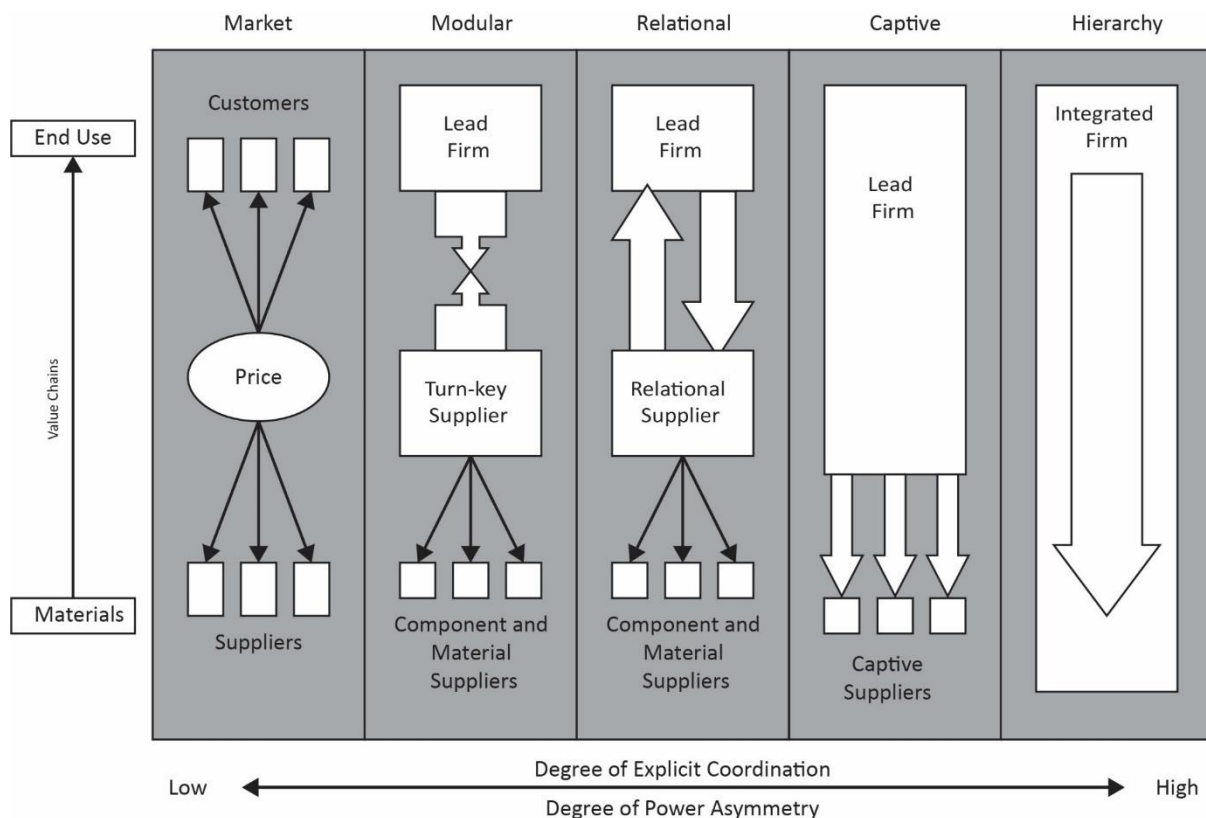 Market
Modular
Relational
Captive
Hierarchy
End Use
Value Chains
Materials
Customers
Price
Suppliers
Lead
Firm
Turn-key
Supplier
Component and
Material
Suppliers
Lead
Firm
Relational
Supplier
Component and
Material
Suppliers
Lead
Firm
Captive
Suppliers
Integrated
Firm
Low
Degree of Explicit Coordination
Degree of Power Asymmetry
High